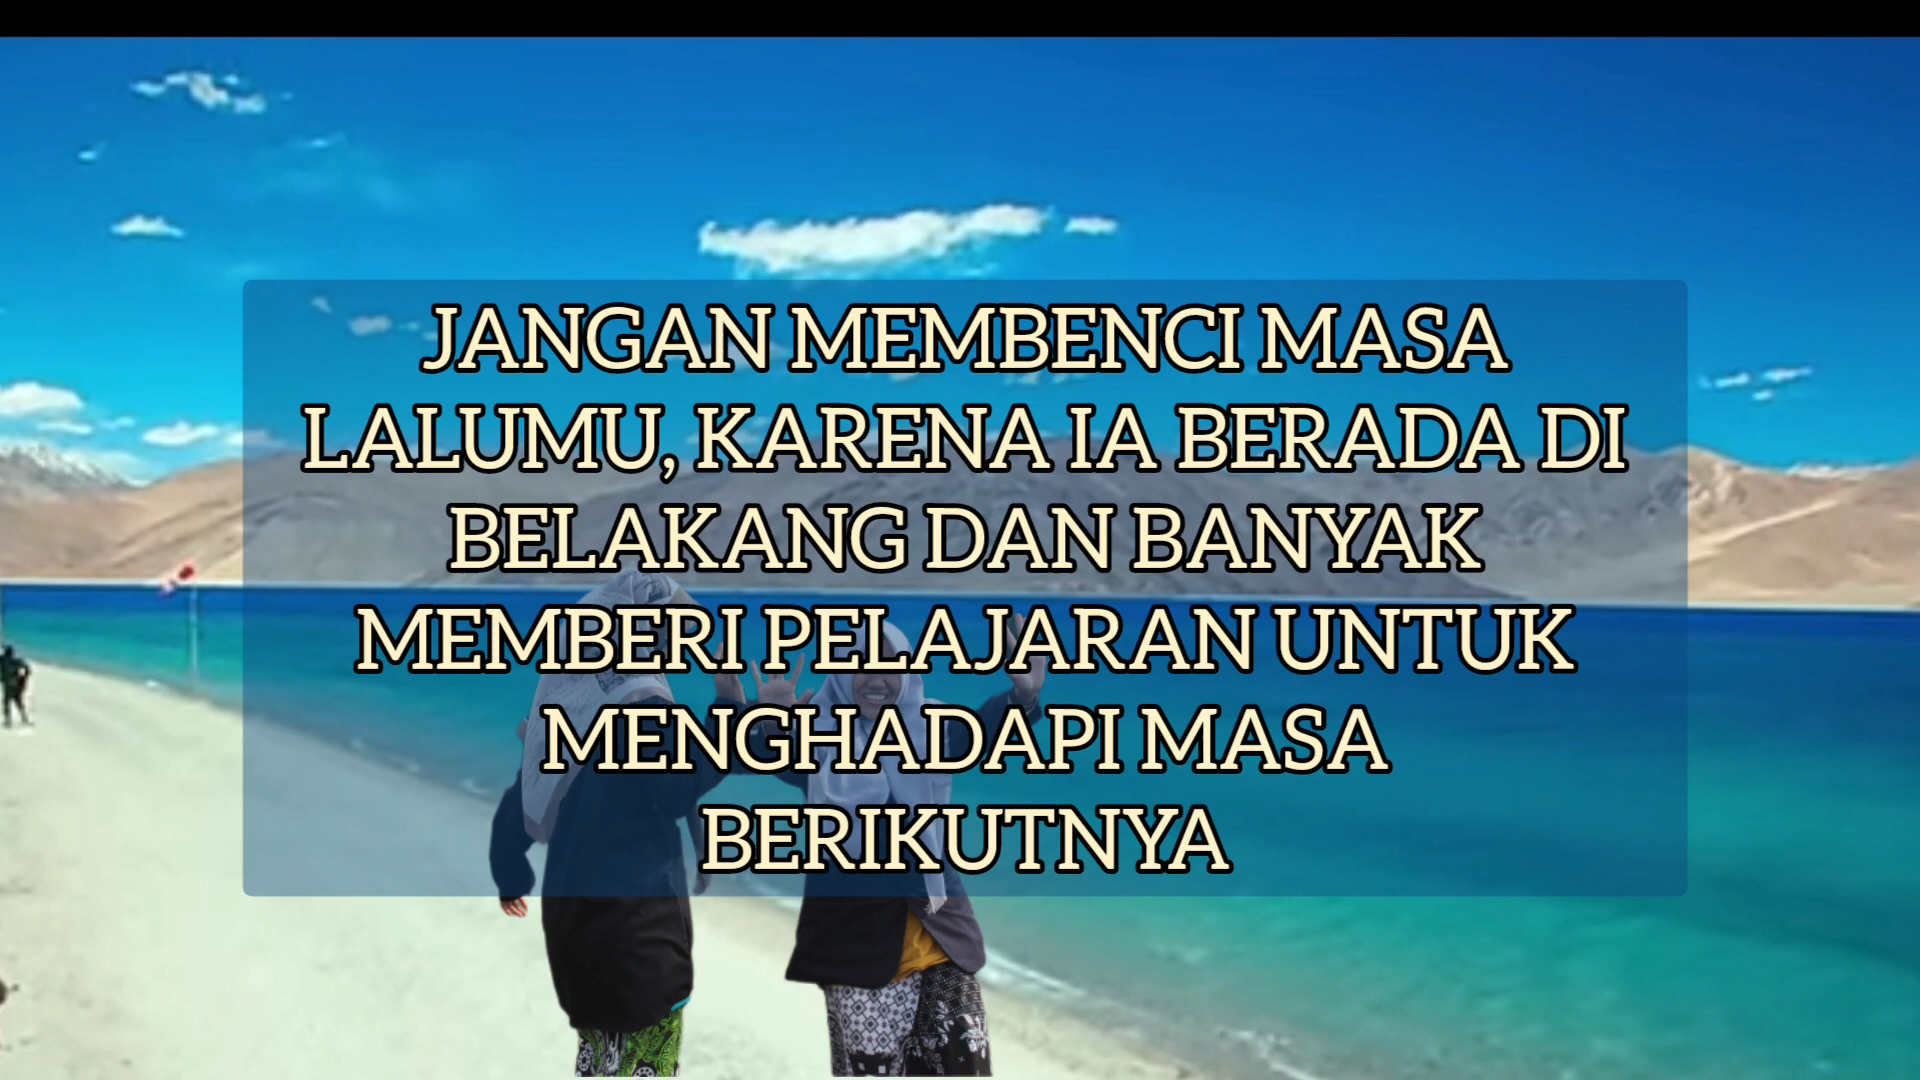 JANGAN MEMBENCI MASA
LALUMU, KARENA IA BERADA DI
BELAKANG DAN BANYAK
MEMBERI PELAJARAN UNTUK
MENGHADAPI MASA
BERIKUTNYA